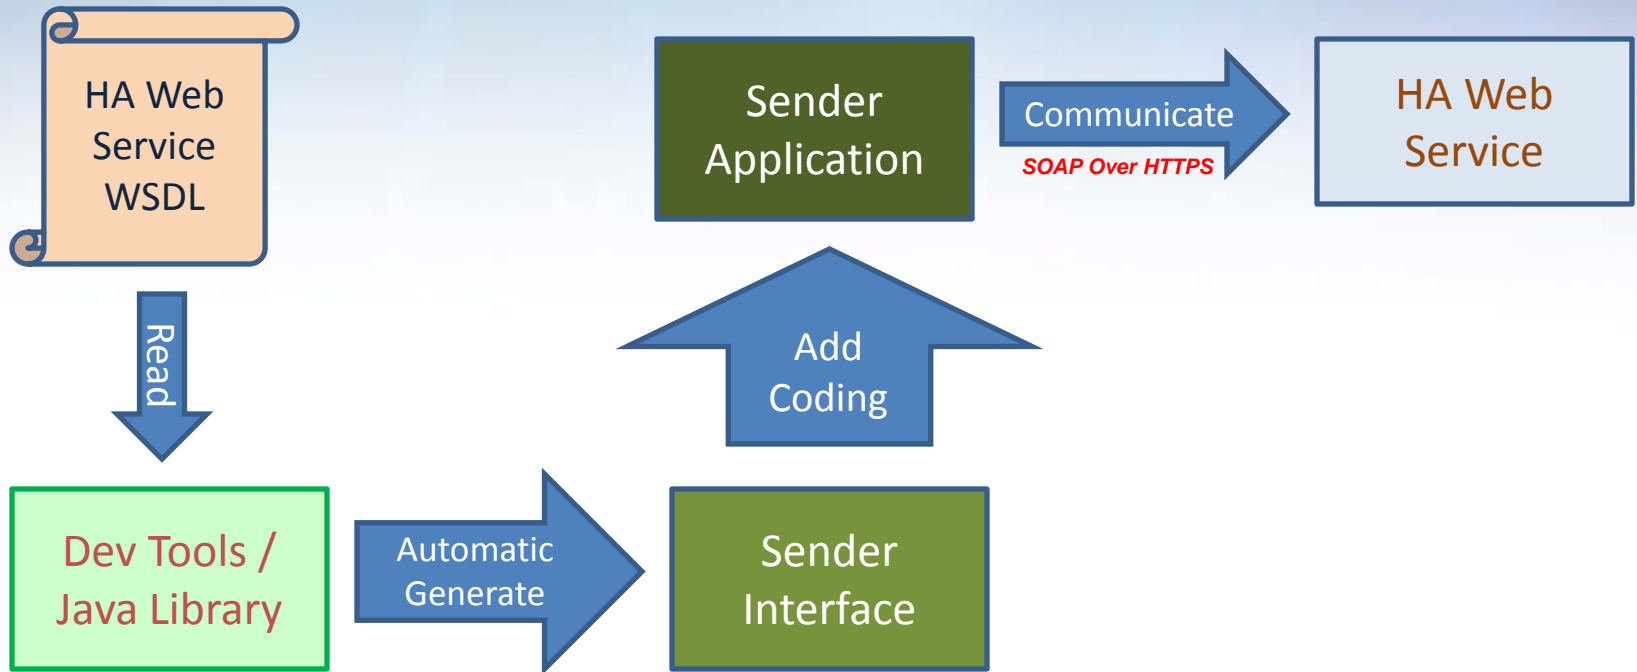 HA Web
Service
WSDL
Read
Dev Tools /
Java Library
Automatic
Generate
Sender
Interface
Add
Coding
Sender
Application
Communicate
SOAP Over HTTPS
HA Web
Service